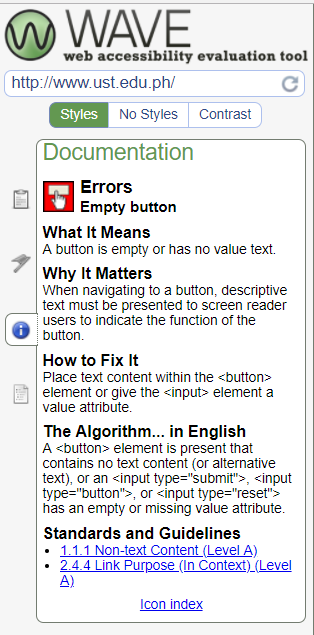 WAVE
web accessibility evaluation tool
http://www.ust.edu.ph/
Styles No Styles Contrast
Documentation
Errors
Empty button
What It Means
A button is empty or has no value text.
Why It Matters
When navigating to a button, descriptive
text must be presented to screen reader
users to indicate the function of the
button.
How to Fix It
Place text content within the <button>
element or give the <input> element a
value attribute.
The Algorithm... in English
A <button> element is present that
contains no text content (or alternative
text), or an <input type="submit">, <input
type="button">, or <input type="reset">
has an empty or missing value attribute.
Standards and Guidelines
• 1.1.1 Non-text Content (Level A)
• 2.4.4 Link Purpose (In Context) (Level
A)
Icon index